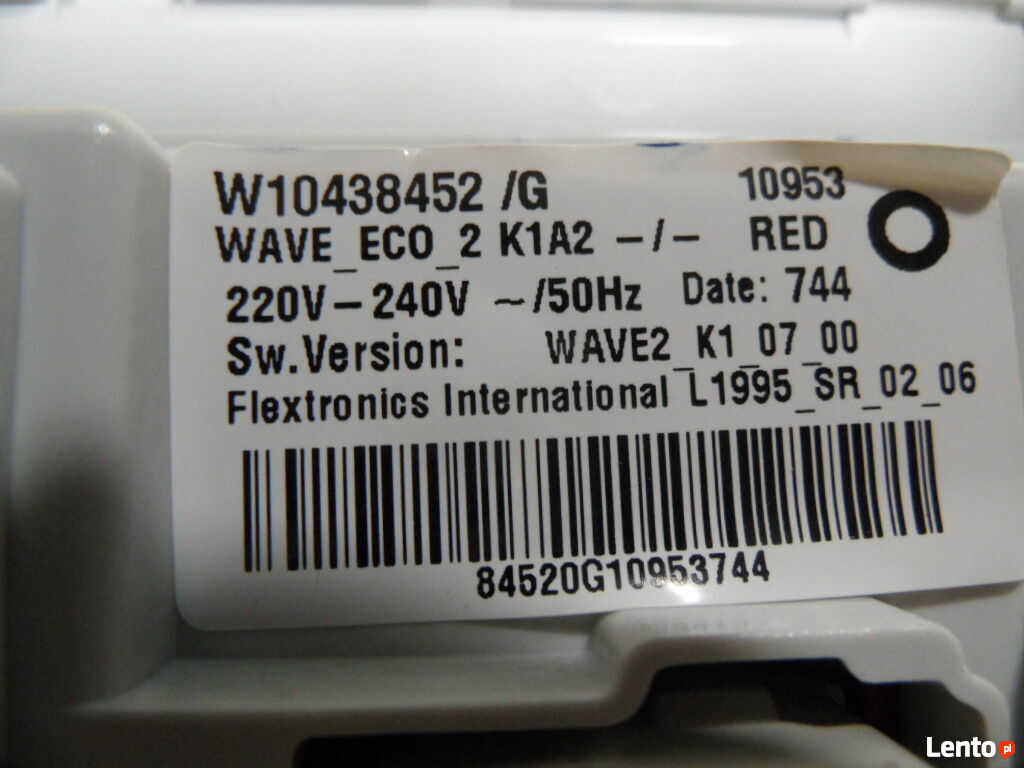 W10438452 /G 10953
WAVE_ECO_2 K1A2 -/- RED
220V-240V ~/50Hz Date: 744
Sw.Version: WAVE2_K1_07_00
Flextronics International L1995_SR_02_06
84520G10953744
Lento pl